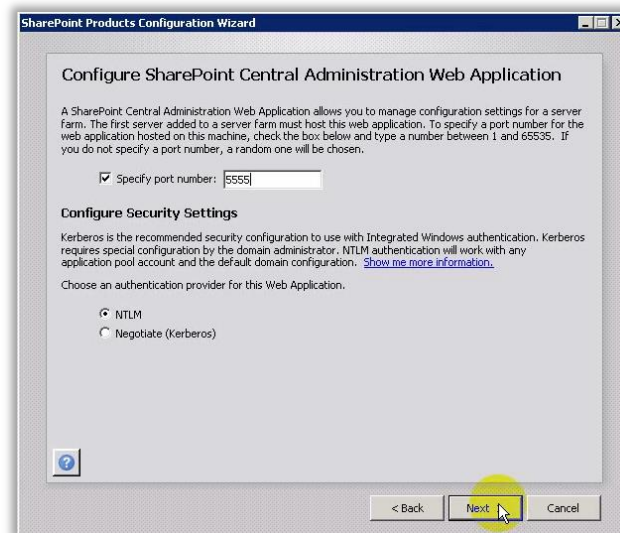 SharePoint Products Configuration Wizard
Configure SharePoint Central Administration Web Application
A SharePoint Central Administration Web Application allows you to manage configuration settings for a server
farm. The first server added to a server farm must host this web application. To specify a port number for the
web application hosted on this machine, check the box below and type a number between 1 and 65535. If
you do not specify a port number, a random one will be chosen.
Specify port number: 5555
Configure Security Settings
Kerberos is the recommended security configuration to use with Integrated Windows authentication. Kerberos
requires special configuration by the domain administrator. NTLM authentication will work with any
application pool account and the default domain configuration. Show me more information.
Choose an authentication provider for this Web Application.
NTLM
Negotiate (Kerberos)
< Back Next Cancel